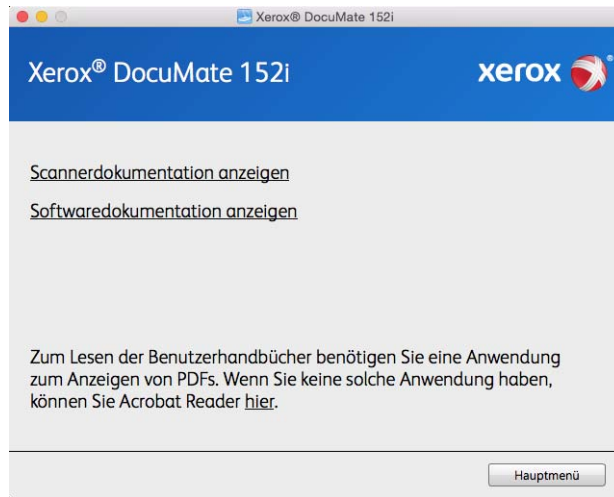 Xerox® DocuMate 152i
Xerox® DocuMate 152i
xerox ®
Scannerdokumentation anzeigen
Softwaredokumentation anzeigen
Zum Lesen der Benutzerhandbücher benötigen Sie eine Anwendung
zum Anzeigen von PDFs. Wenn Sie keine solche Anwendung haben,
können Sie Acrobat Reader hier.
Hauptmenü